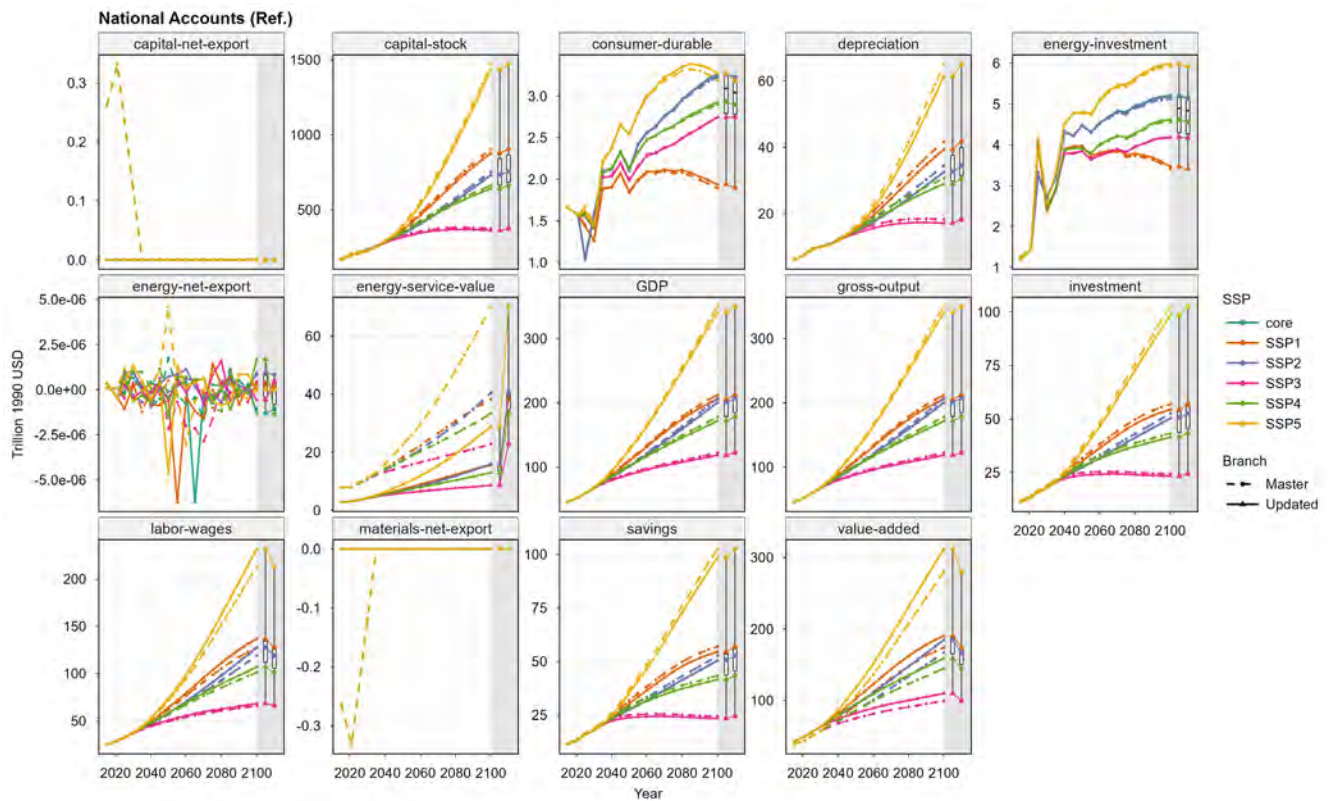 National Accounts (Ref.)
capital-net-export
capital-stock
consumer-durable
depreciation
energy-investment
0.3
0.2
0.1
0.0
1500
1000
500
3.0
2.5
2.0
1.5
1.0
60
40
20
6
5
4
3
2
1
energy-net-export
energy-service-value
GDP
gross-output
investment
5.0e-06
2.5e-06
0.0e+00
-2.5e-06
-5.0e-06
60
40
20
0
300
200
100
300
200
100
100
75
50
25
2020 2040 2060 2080 2100
Trillion 1990 USD
SSP
core
SSP1
SSP2
SSP3
SSP4
SSP5
Branch
Master
Updated
labor-wages
materials-net-export
savings
value-added
200
150
100
50
0.0
-0.1
-0.2
-0.3
100
75
50
25
300
200
100
2020 2040 2060 2080 2100
2020 2040 2060 2080 2100
2020 2040 2060 2080 2100
2020 2040 2060 2080 2100
Year